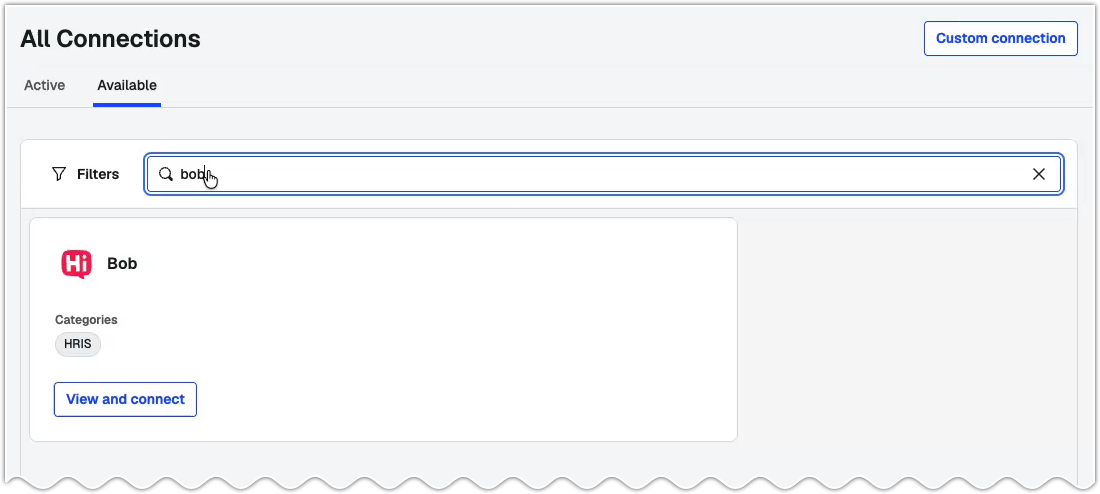 All Connections
Custom connection
Active
Available
Filters
bob
Hi
Bob
Categories
HRIS
View and connect